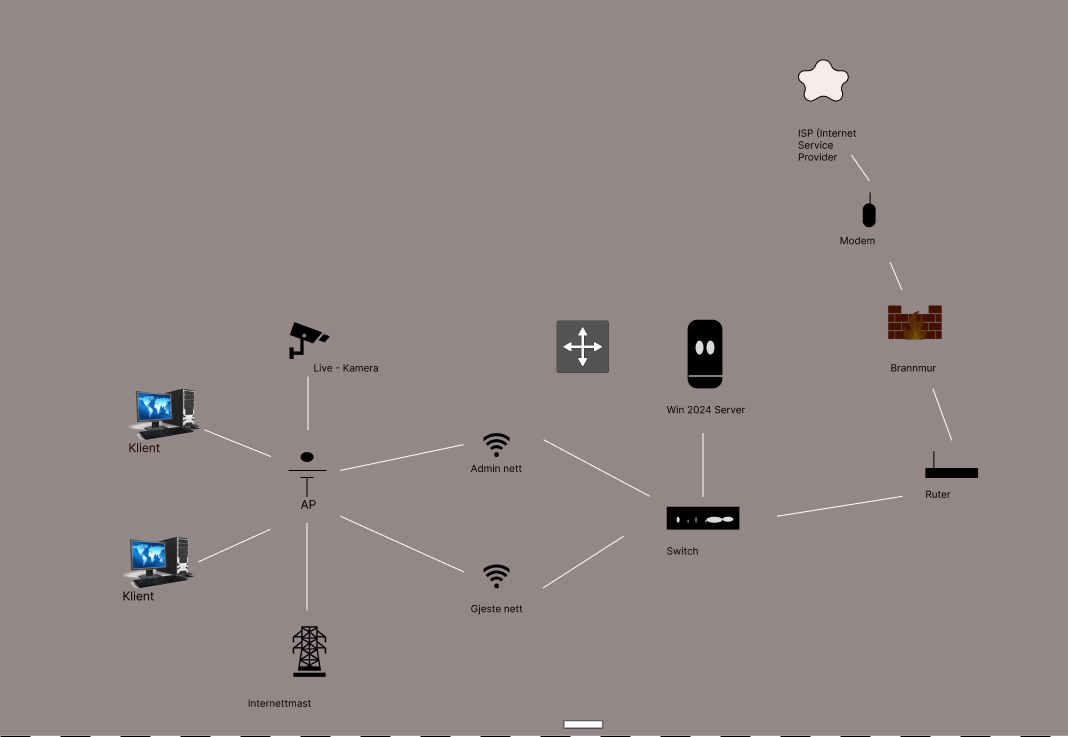 ISP (Internet
Service
Provider
Modem
Live - Kamera
Brannmur
Win 2024 Server
Klient
Admin nett
Ruter
AP
Switch
Klient
Gjeste nett
Internettmast